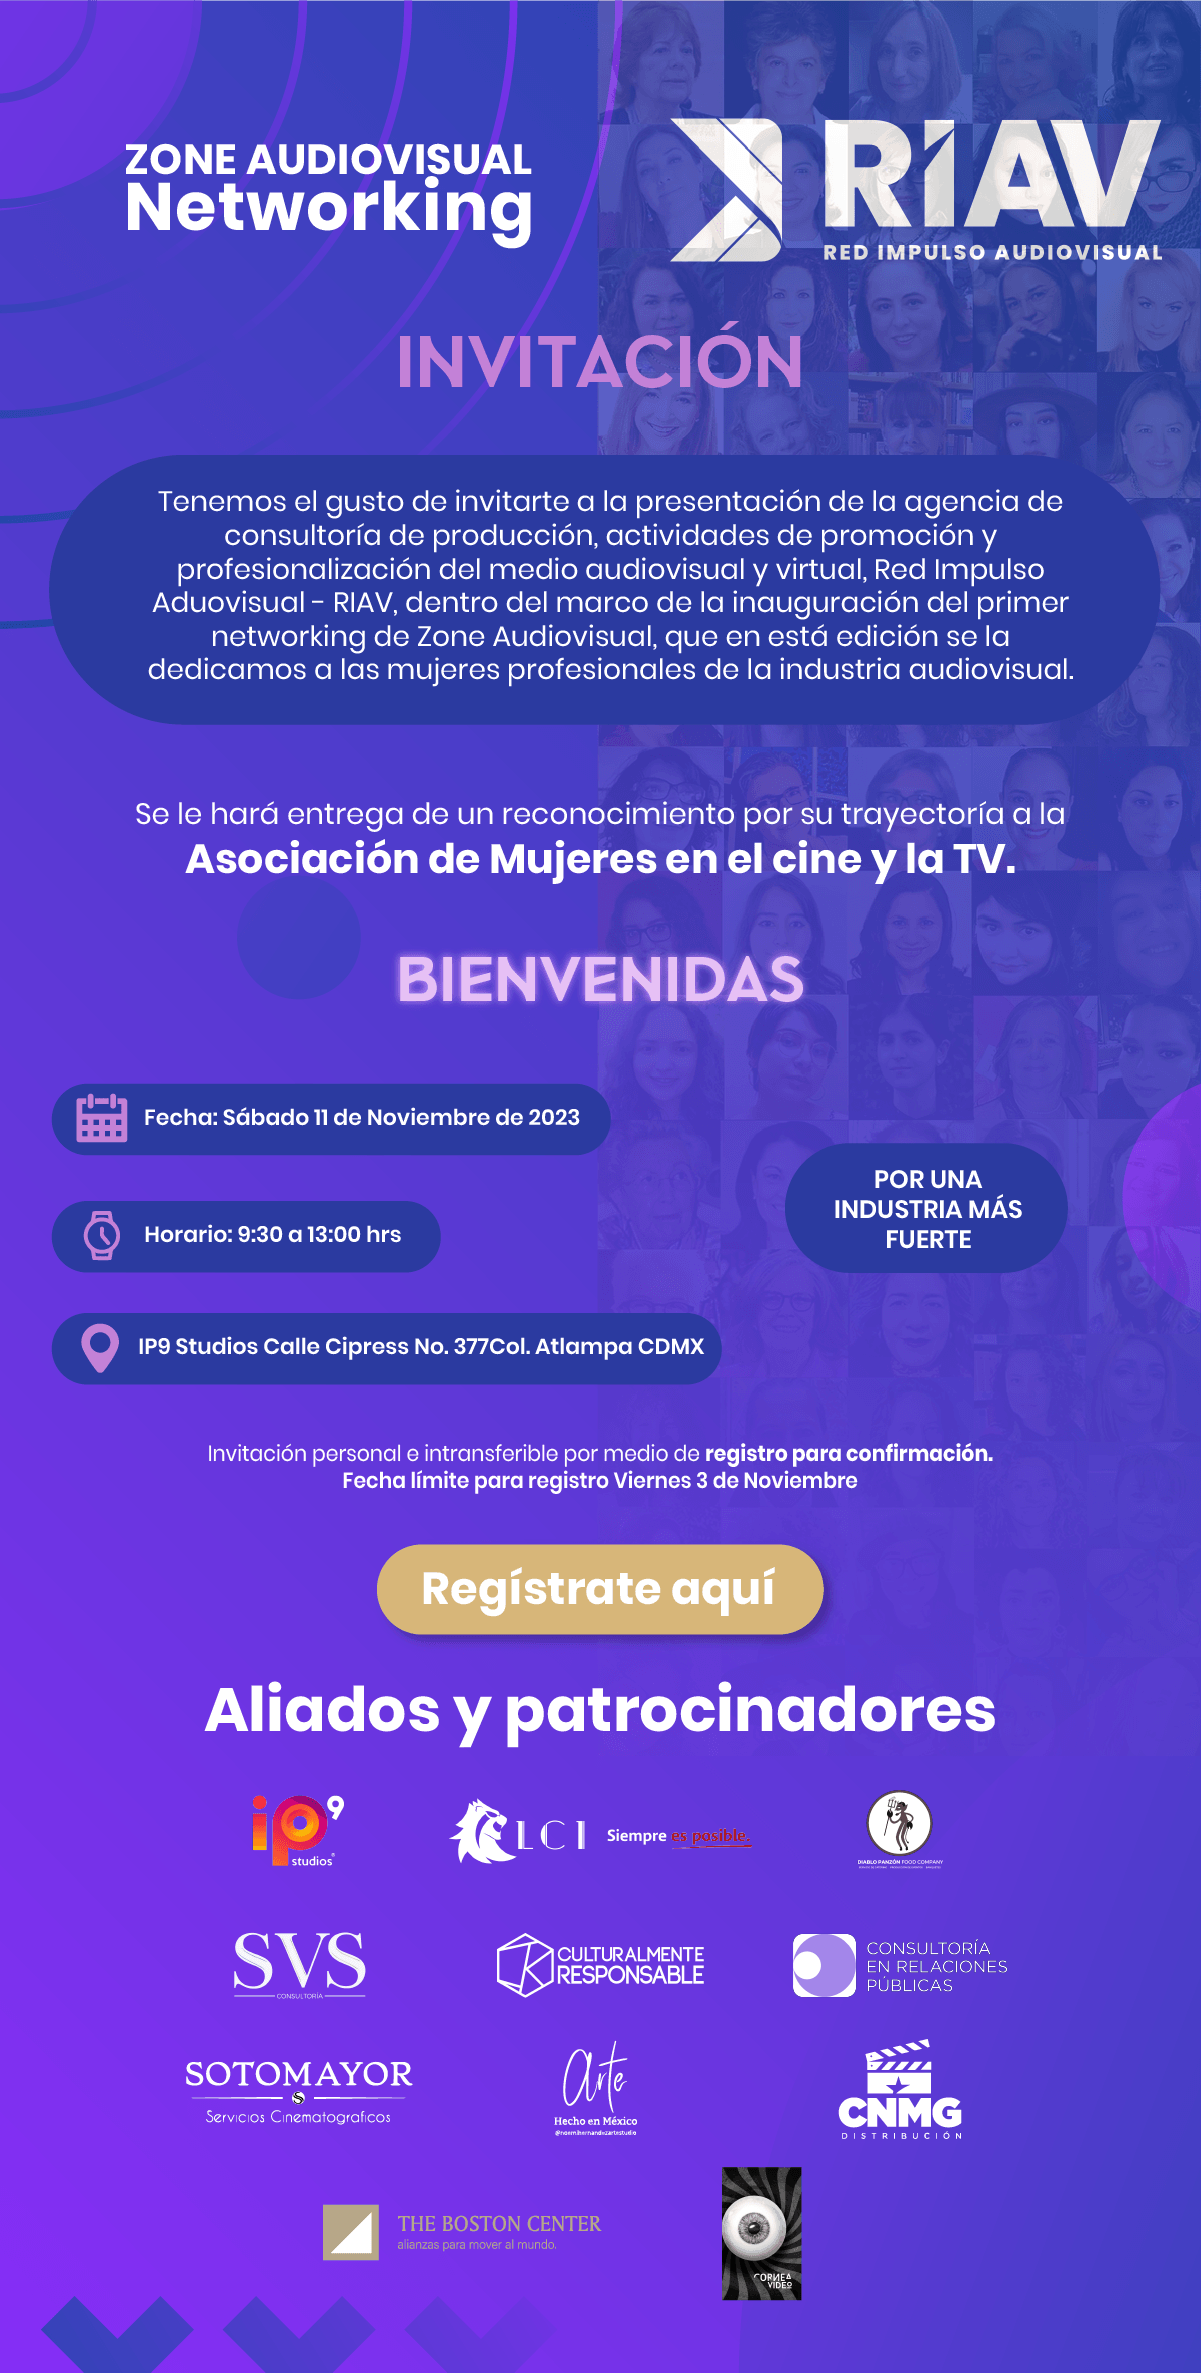 ZONE AUDIOVISUAL
Networking
RIAV
RED IMPULSO AUDIOVISUAL
INVITACIÓN
Tenemos el gusto de invitarte a la presentación de la agencia de
consultoría de producción, actividades de promoción y
profesionalización del medio audiovisual y virtual, Red Impulso
Aduovisual - RIAV, dentro del marco de la inauguración del primer
networking de Zone Audiovisual, que en está edición se la
dedicamos a las mujeres profesionales de la industria audiovisual.
Se le hará entrega de un reconocimiento por su trayectoría a la
Asociación de Mujeres en el cine y la TV.
BIENVENIDAS
Fecha: Sábado 11 de Noviembre de 2023
Horario: 9:30 a 13:00 hrs
IP9 Studios Calle Cipress No. 377Col. Atlampa CDMX
POR UNA
INDUSTRIA MÁS
FUERTE
Invitación personal e intransferible por medio de registro para confirmación.
Fecha límite para registro Viernes 3 de Noviembre
Regístrate aquí
Aliados y patrocinadores
ip9
studios
LCI Siempre es posible.
DIABLO PANZÓN FOOD COMPANY
SVS
CONSULTORÍA
CULTURALMENTE
RESPONSABLE
CONSULTORÍA
EN RELACIONES
PÚBLICAS
SOTOMAYOR
S
Servicios Cinematograficos
Arte
Hecho en México
@noemihernandezartestudio
CNMG
DISTRIBUCIÓN
THE BOSTON CENTER
alianzas para mover al mundo.
CORNEA
VIDEO